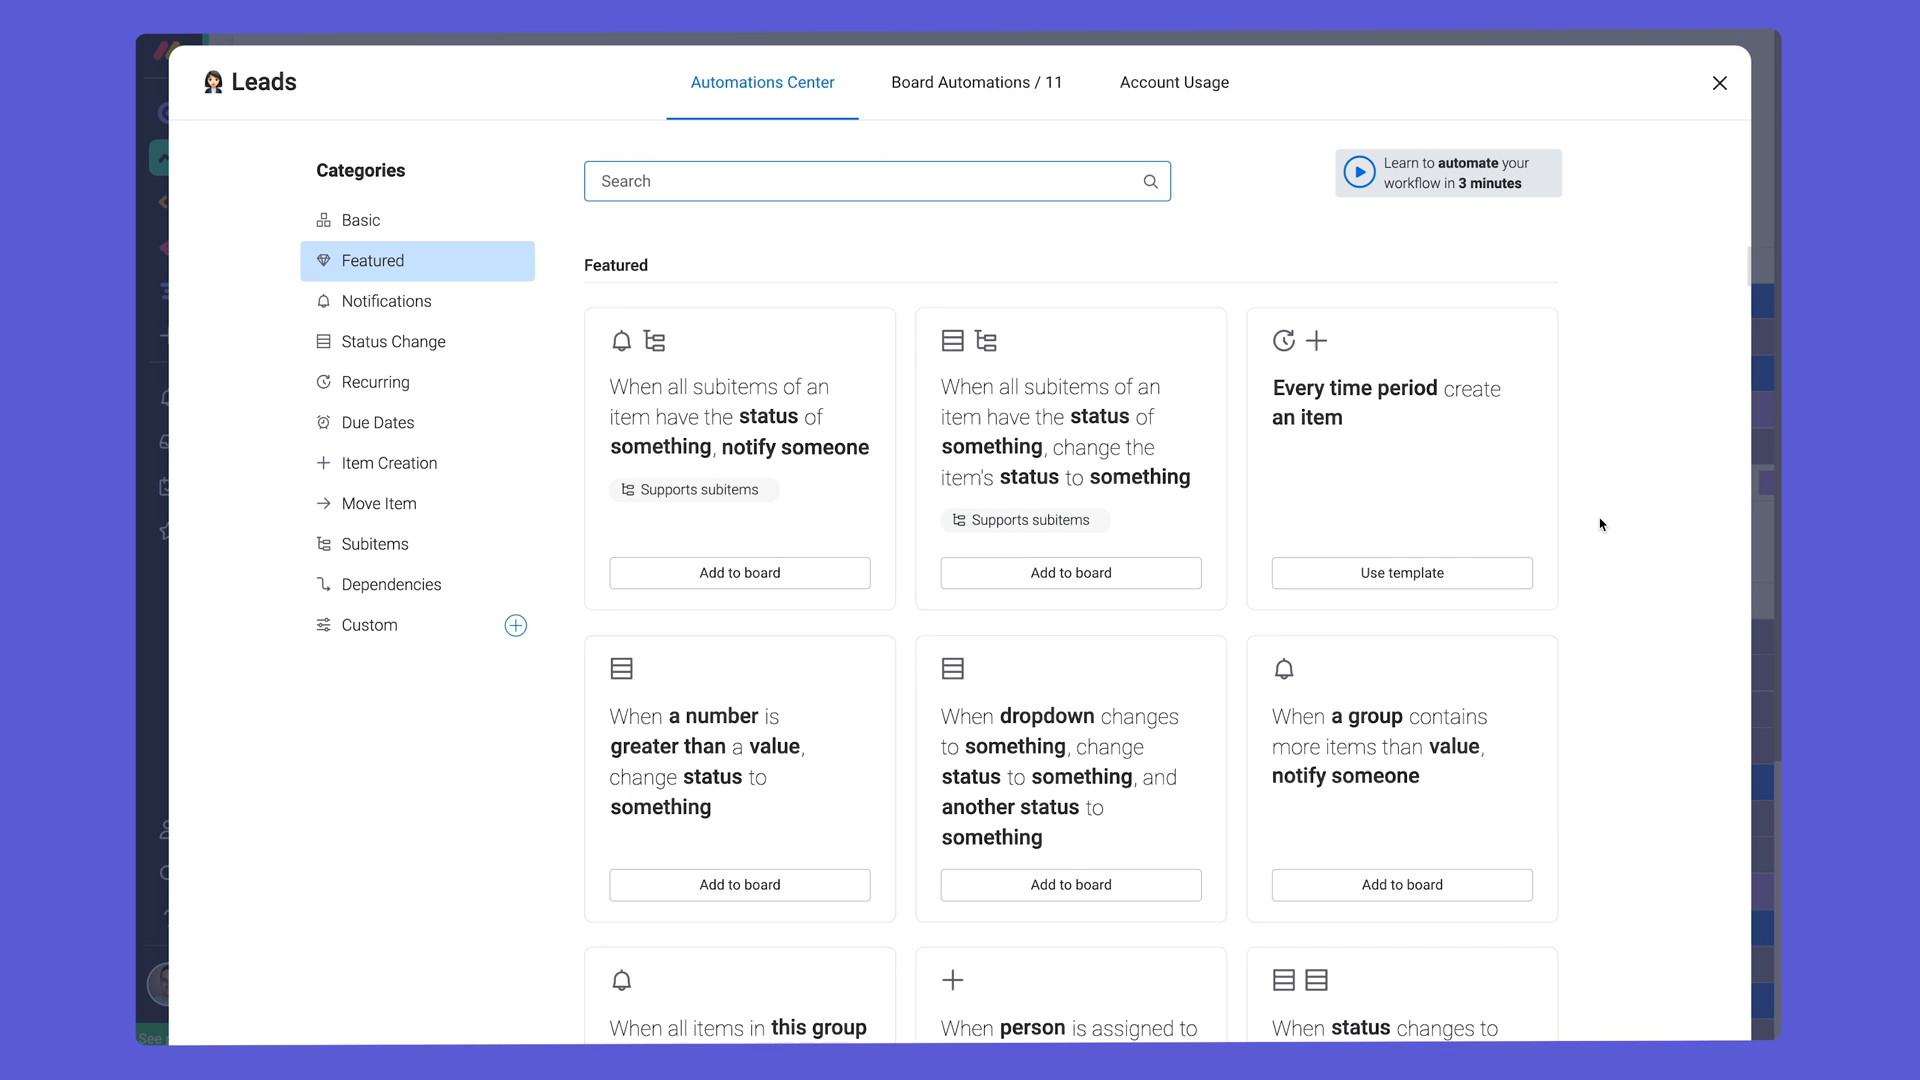 Leads
Automations Center
Board Automations / 11
Account Usage
Categories
Basic
Featured
Notifications
Status Change
Recurring
Due Dates
Item Creation
Move Item
Subitems
Dependencies
Custom
Search
Learn to automate your
workflow in 3 minutes
Featured
When all subitems of an
item have the status of
something, notify someone
Supports subitems
Add to board
When all subitems of an
item have the status of
something, change the
item's status to something
Supports subitems
Add to board
Every time period create
an item
Use template
When a number is
greater than a value,
change status to
something
Add to board
When dropdown changes
to something, change
status to something, and
another status to
something
Add to board
When a group contains
more items than value,
notify someone
Add to board
When all items in this group
When person is assigned to
When status changes to
See